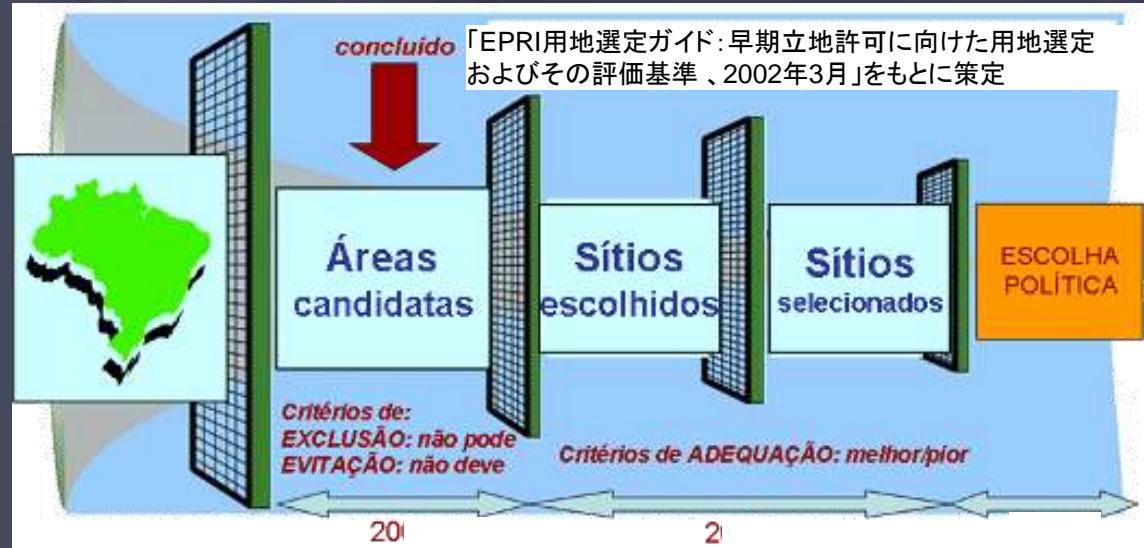 concluído
「EPRI用地選定ガイド:早期立地許可に向けた用地選定
およびその評価基準 、2002年3月」をもとに策定
Áreas
candidatas
Sítios
escolhidos
Sítios
selecionados
ESCOLHA
POLÍTICA
Critérios de:
EXCLUSÃO: não pode
EVITAÇÃO: não deve
Critérios de ADEQUAÇÃO: melhor/pior